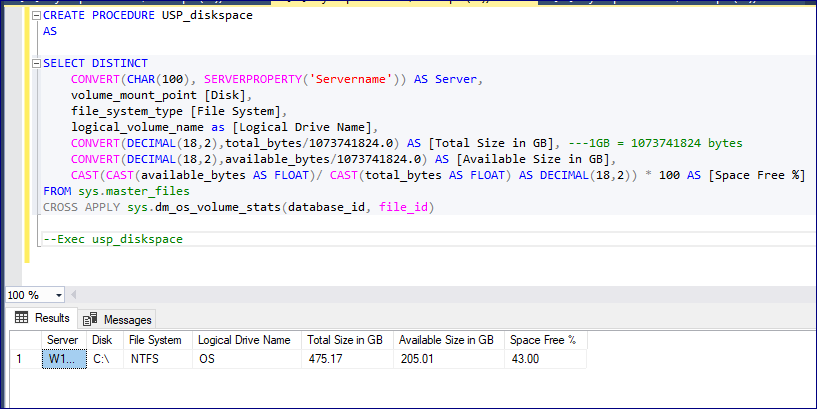 CREATE PROCEDURE USP_diskspace
AS
SELECT DISTINCT
CONVERT(CHAR(100), SERVERPROPERTY('Servername')) AS Server,
volume_mount_point [Disk],
file_system_type [File System],
logical_volume_name as [Logical Drive Name],
CONVERT(DECIMAL(18,2),total_bytes/1073741824.0) AS [Total Size in GB], ---1GB = 1073741824 bytes
CONVERT(DECIMAL(18,2),available_bytes/1073741824.0) AS [Available Size in GB],
CAST(CAST(available_bytes AS FLOAT)/ CAST(total_bytes AS FLOAT) AS DECIMAL(18,2)) * 100 AS [Space Free %]
FROM sys.master_files
CROSS APPLY sys.dm_os_volume_stats(database_id, file_id)
--Exec usp_diskspace
100 %
Results Messages
Server Disk File System Logical Drive Name Total Size in GB Available Size in GB Space Free %
1 W1... C:\ NTFS OS 475.17 205.01 43.00